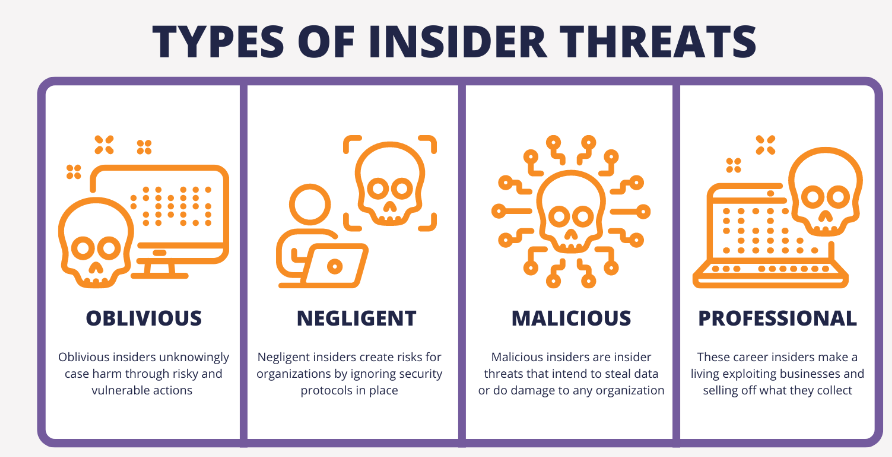 TYPES OF INSIDER THREATS
OBLIVIOUS
Oblivious insiders unknowingly
case harm through risky and
vulnerable actions
NEGLIGENT
Negligent insiders create risks for
organizations by ignoring security
protocols in place
MALICIOUS
Malicious insiders are insider
threats that intend to steal data
or do damage to any organization
PROFESSIONAL
These career insiders make a
living exploiting businesses and
selling off what they collect